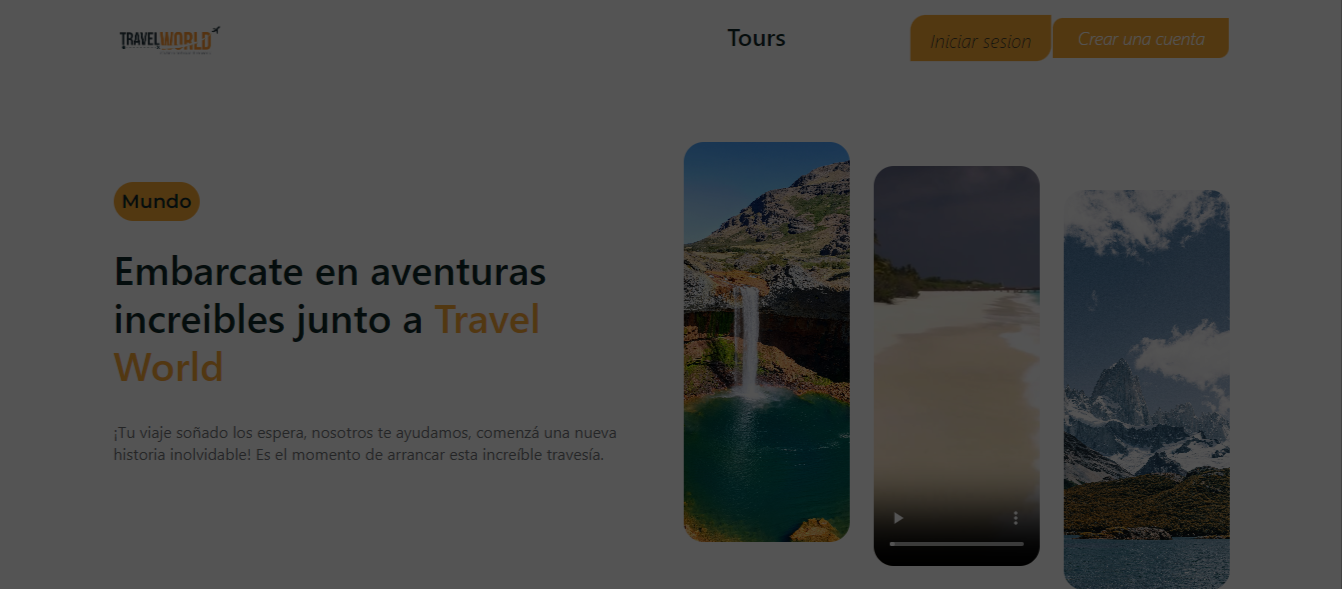 TRAVEL WORLD
Tours
Iniciar sesion
Crear una cuenta
Mundo
Embarcate en aventuras
increibles junto a Travel
World
¡Tu viaje soñado los espera, nosotros te ayudamos, comenzá una nueva
historia inolvidable! Es el momento de arrancar esta increíble travesía.